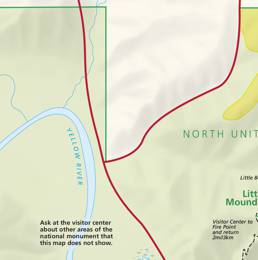 YELLOW RIVER
NORTH UNIT
Little
Litt
Mound
Visitor Center to
Fire Point
and return
2mi/3km
Ask at the visitor center
about other areas of the
national monument that
this map does not show.